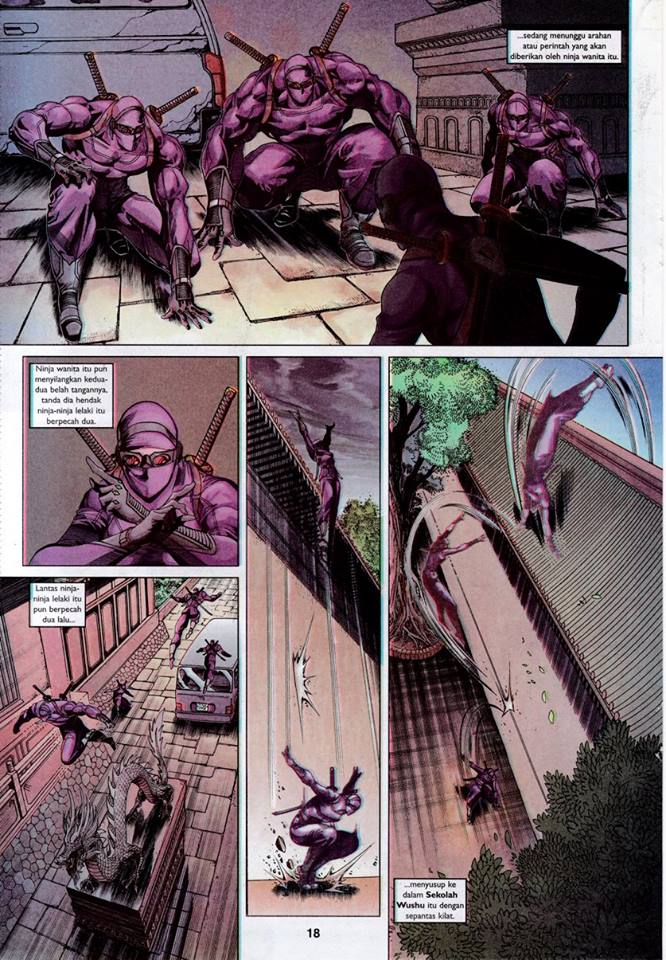 ...sedang menunggu arahan
atau perintah yang akan
diberikan oleh ninja wanita itu.
Ninja wanita itu pun
menyilangkan kedua-
dua belah tangannya,
tanda dia hendak
ninja-ninja lelaki itu
berpecah dua.
Lantas ninja-
ninja lelaki itu
pun berpecah
dua lalu...
...menyusup ke
dalam Sekolah
Wushu itu dengan
sepantas kilat.
18